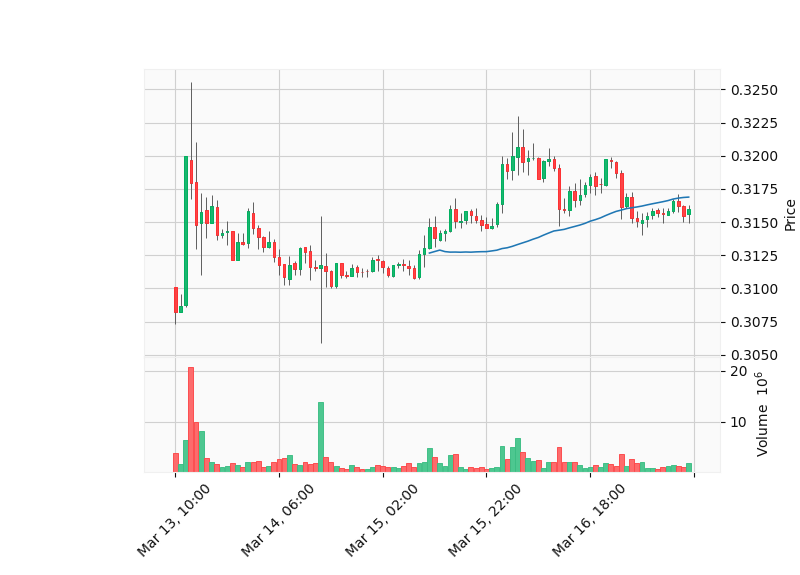 0.3250
0.3225
0.3200
0.3175
0.3150
0.3125
0.3100
0.3075
0.3050
Price
20
10
Volume 10⁶
Mar 13, 10:00
Mar 14, 06:00
Mar 15, 02:00
Mar 15, 22:00
Mar 16, 18:00